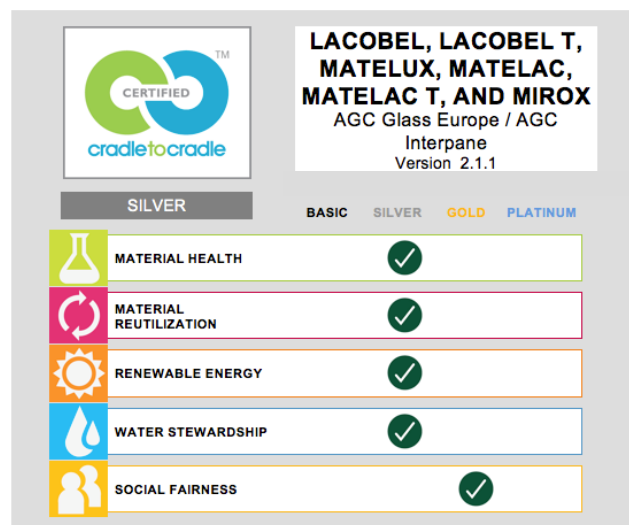 TM
CERTIFIED
cradletocradle
LACOBEL, LACOBEL T,
MATELUX, MATELAC,
MATELAC T, AND MIROX
AGC Glass Europe / AGC
Interpane
Version 2.1.1
SILVER
BASIC SILVER GOLD PLATINUM
MATERIAL HEALTH
MATERIAL
REUTILIZATION
RENEWABLE ENERGY
WATER STEWARDSHIP
SOCIAL FAIRNESS